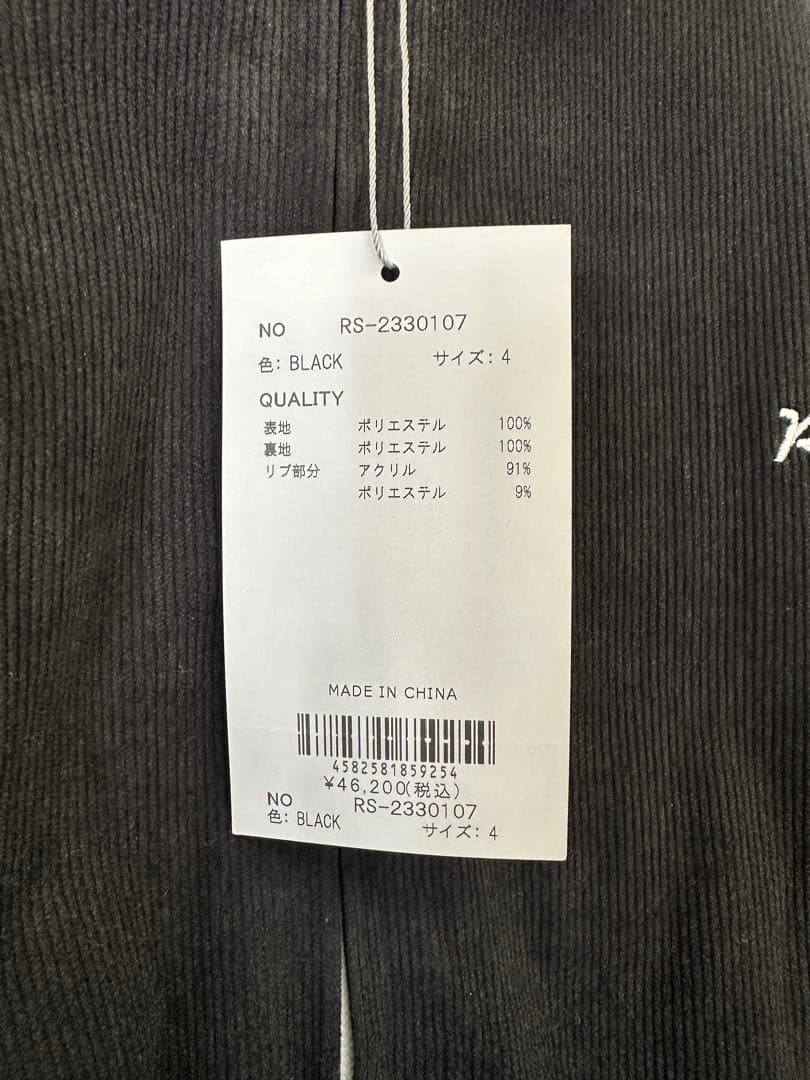 NO RS-2330107
色: BLACK サイズ: 4
QUALITY
表地 ポリエステル 100%
裏地 ポリエステル 100%
リブ部分 アクリル 91%
ポリエステル 9%
MADE IN CHINA
4582581859254
¥46,200(税込)
NO RS-2330107
色: BLACK サイズ: 4